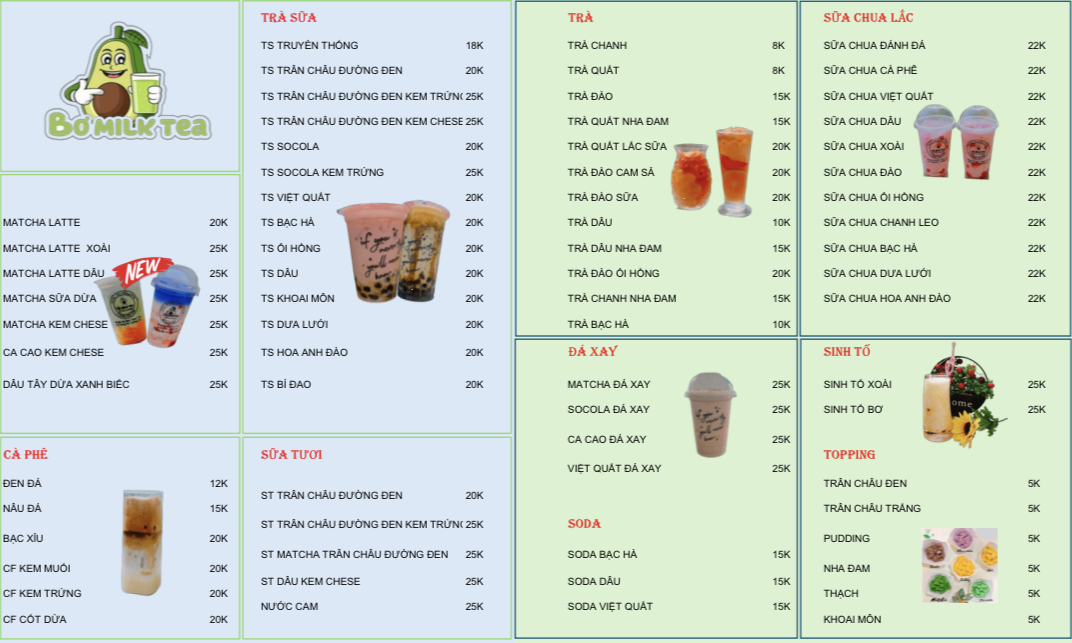 BƠ MILK TEA
MATCHA LATTE 20K
MATCHA LATTE XOÀI 25K
MATCHA LATTE DÂU 25K
NEW
MATCHA SỮA DỪA 25K
MATCHA KEM CHESE 25K
CA CAO KEM CHESE 25K
DÂU TÂY DỪA XANH BIẾC 25K
CÀ PHÊ
ĐEN ĐÁ 12K
NÂU ĐÁ 15K
BẠC XỈU 20K
CF KEM MUỐI 20K
CF KEM TRỨNG 20K
CF CỐT DỪA 20K
TRÀ SỮA
TS TRUYỀN THỐNG 18K
TS TRÂN CHÂU ĐƯỜNG ĐEN 20K
TS TRÂN CHÂU ĐƯỜNG ĐEN KEM TRỨNG 25K
TS TRÂN CHÂU ĐƯỜNG ĐEN KEM CHESE 25K
TS SOCOLA 20K
TS SOCOLA KEM TRỨNG 25K
TS VIỆT QUẤT 20K
TS BẠC HÀ 20K
TS ỔI HỒNG 20K
TS DÂU 20K
TS KHOAI MÔN 20K
TS DƯA LƯỚI 20K
TS HOA ANH ĐÀO 20K
TS BÍ ĐAO 20K
SỮA TƯƠI
ST TRÂN CHÂU ĐƯỜNG ĐEN 20K
ST TRÂN CHÂU ĐƯỜNG ĐEN KEM TRỨNG 25K
ST MATCHA TRÂN CHÂU ĐƯỜNG ĐEN 25K
ST DÂU KEM CHESE 25K
NƯỚC CAM 25K
TRÀ
TRÀ CHANH 8K
TRÀ QUẤT 8K
TRÀ ĐÀO 15K
TRÀ QUẤT NHA ĐAM 15K
TRÀ QUẤT LẮC SỮA 20K
TRÀ ĐÀO CAM SẢ 20K
TRÀ ĐÀO SỮA 20K
TRÀ DÂU 10K
TRÀ DÂU NHA ĐAM 15K
TRÀ ĐÀO ỔI HỒNG 20K
TRÀ CHANH NHA ĐAM 15K
TRÀ BẠC HÀ 10K
ĐÁ XAY
MATCHA ĐÁ XAY 25K
SOCOLA ĐÁ XAY 25K
CA CAO ĐÁ XAY 25K
VIỆT QUẤT ĐÁ XAY 25K
SODA
SODA BẠC HÀ 15K
SODA DÂU 15K
SODA VIỆT QUẤT 15K
SỮA CHUA LẮC
SỮA CHUA ĐÁNH ĐÁ 22K
SỮA CHUA CÀ PHÊ 22K
SỮA CHUA VIỆT QUẤT 22K
SỮA CHUA DÂU 22K
SỮA CHUA XOÀI 22K
SỮA CHUA ĐÀO 22K
SỮA CHUA ỔI HỒNG 22K
SỮA CHUA CHANH LEO 22K
SỮA CHUA BẠC HÀ 22K
SỮA CHUA DƯA LƯỚI 22K
SỮA CHUA HOA ANH ĐÀO 22K
SINH TỐ
SINH TỐ XOÀI 25K
SINH TỐ BƠ 25K
TOPPING
TRÂN CHÂU ĐEN 5K
TRÂN CHÂU TRẮNG 5K
PUDDING 5K
NHA ĐAM 5K
THẠCH 5K
KHOAI MÔN 5K